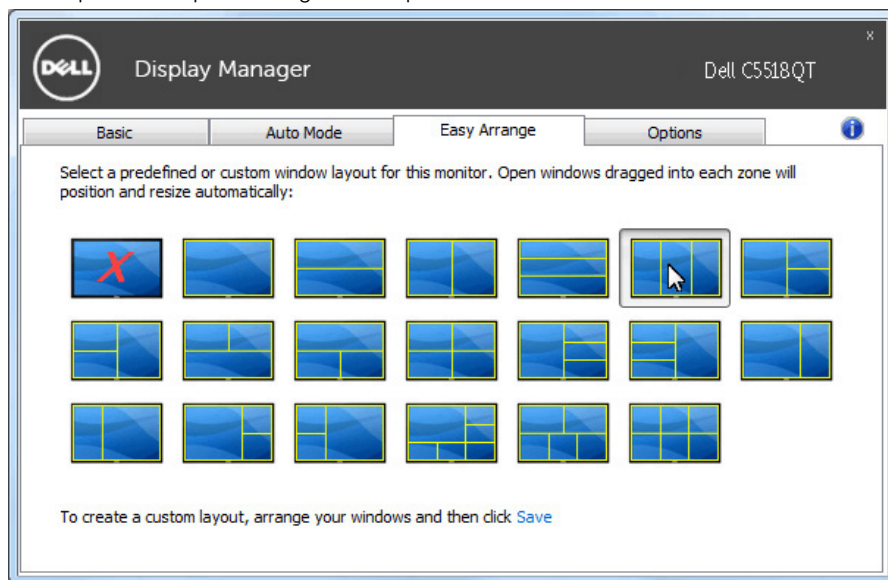 DELL
Display Manager
Dell C5518QT
x
Basic
Auto Mode
Easy Arrange
Options
i
Select a predefined or custom window layout for this monitor. Open windows dragged into each zone will
position and resize automatically:
X
To create a custom layout, arrange your windows and then click Save